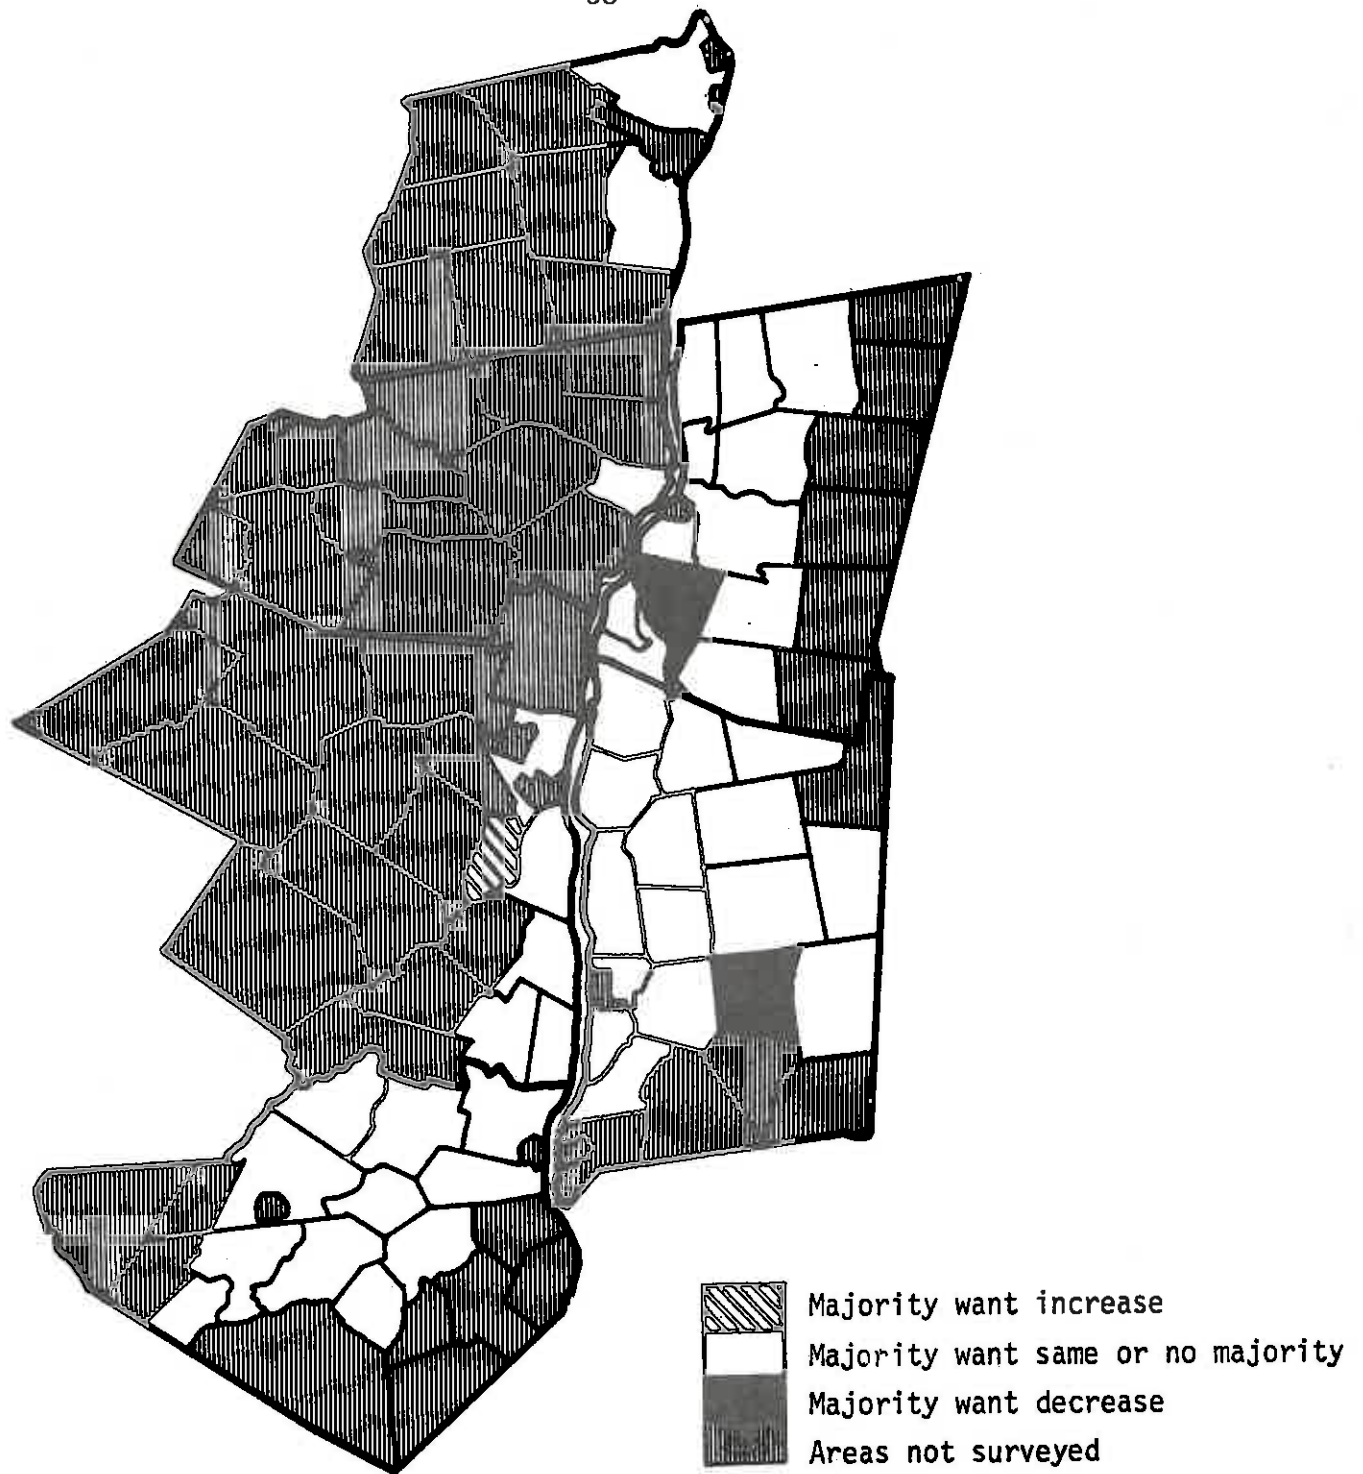 Majority want increase
Majority want same or no majority
Majority want decrease
Areas not surveyed